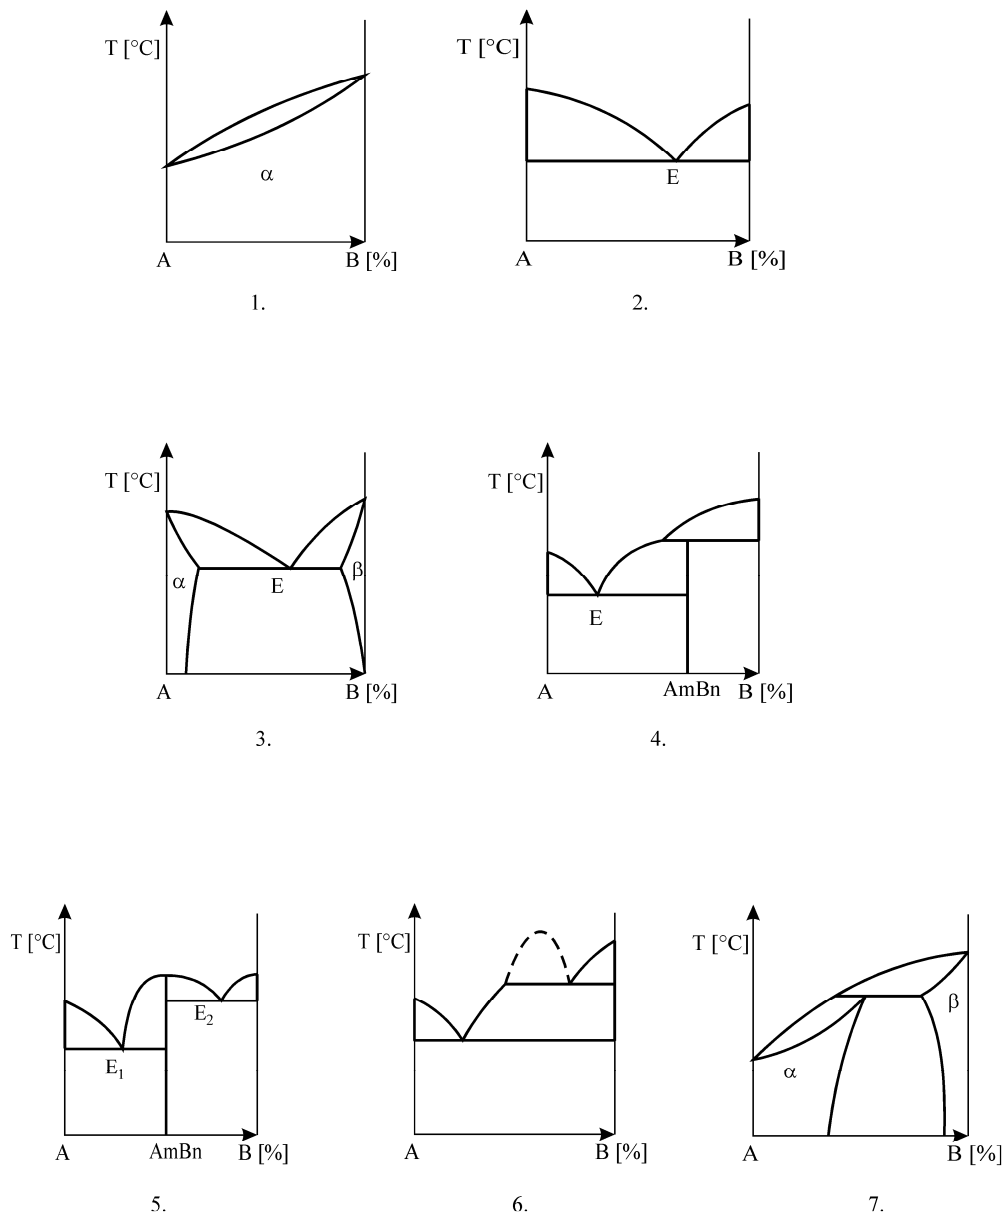 T [°C]
α
A B [%]
1.
T [°C]
E
A B [%]
2.
T [°C]
α E β
A B [%]
3.
T [°C]
E
A AmBn B [%]
4.
T [°C]
E₂
E₁
A AmBn B [%]
5.
T [°C]
A B [%]
6.
T [°C]
β
α
A B [%]
7.